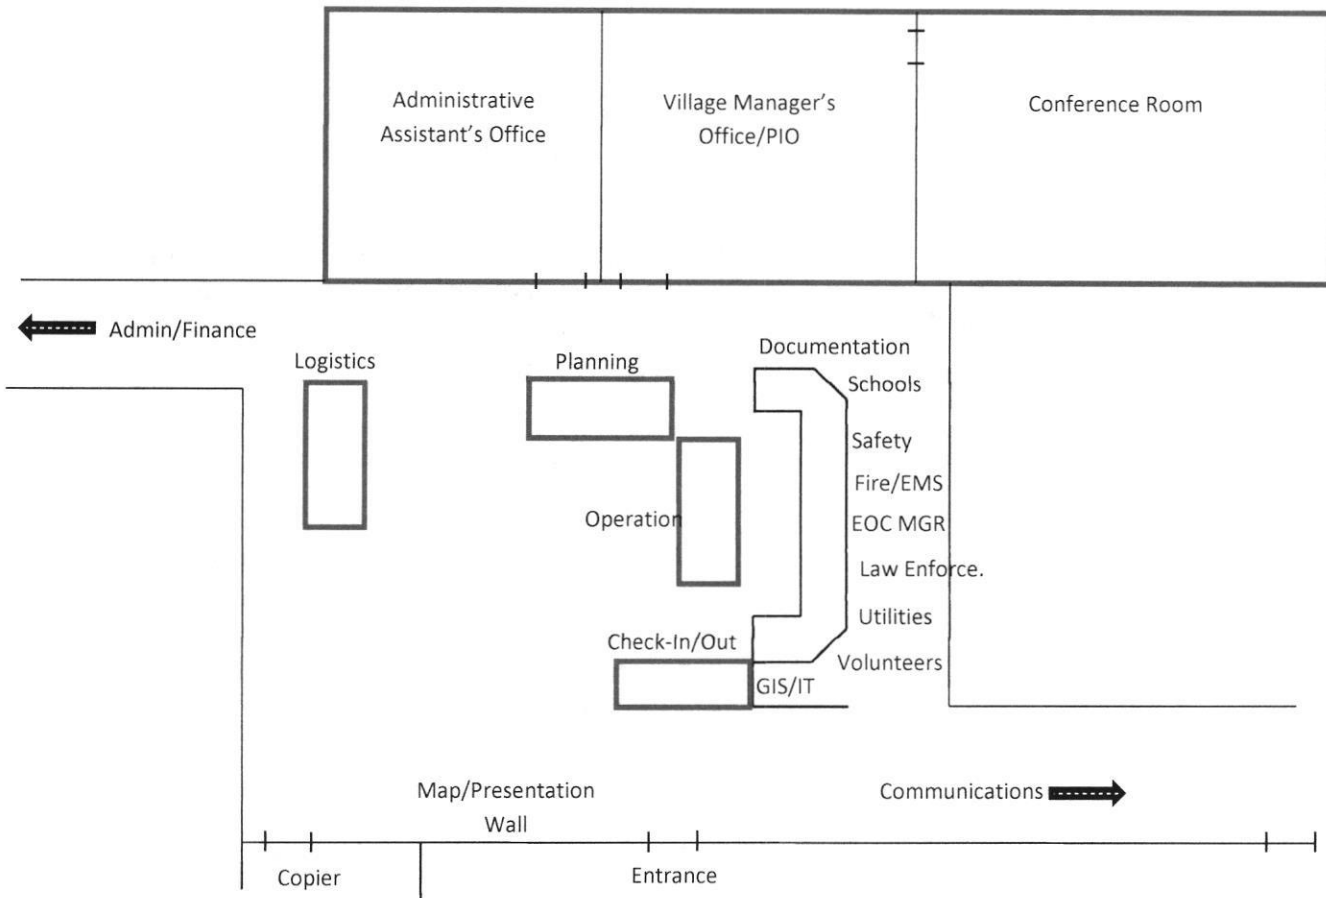 Administrative
Assistant's Office
Village Manager's
Office/PIO
Conference Room
Admin/Finance
Logistics
Planning
Documentation
Schools
Safety
Fire/EMS
Operation
EOC MGR
Law Enforce.
Utilities
Check-In/Out
Volunteers
GIS/IT
Map/Presentation
Wall
Communications
Copier
Entrance